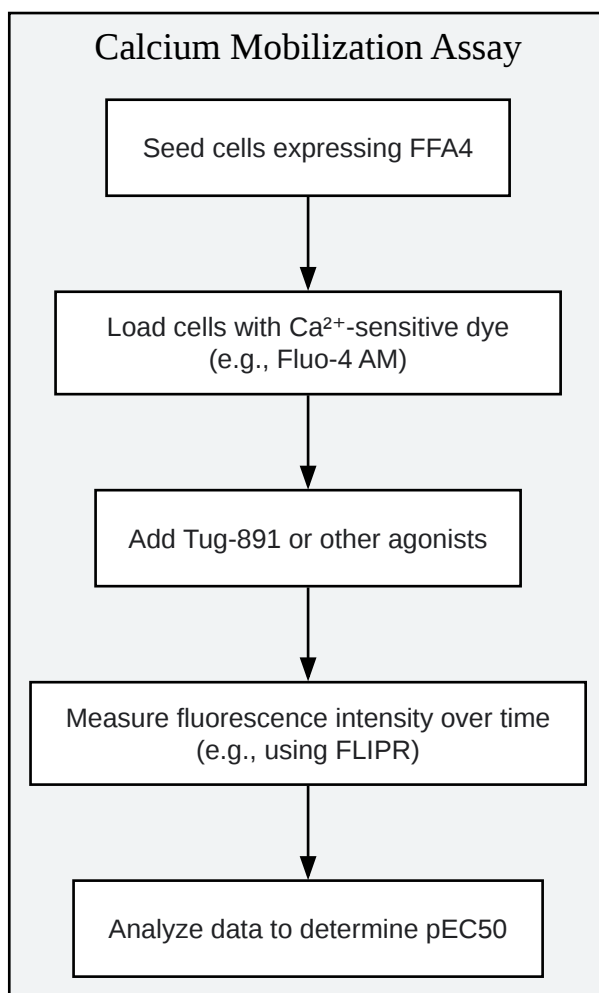 Calcium Mobilization Assay
Seed cells expressing FFA4
Load cells with Ca²⁺-sensitive dye
(e.g., Fluo-4 AM)
Add Tug-891 or other agonists
Measure fluorescence intensity over time
(e.g., using FLIPR)
Analyze data to determine pEC50